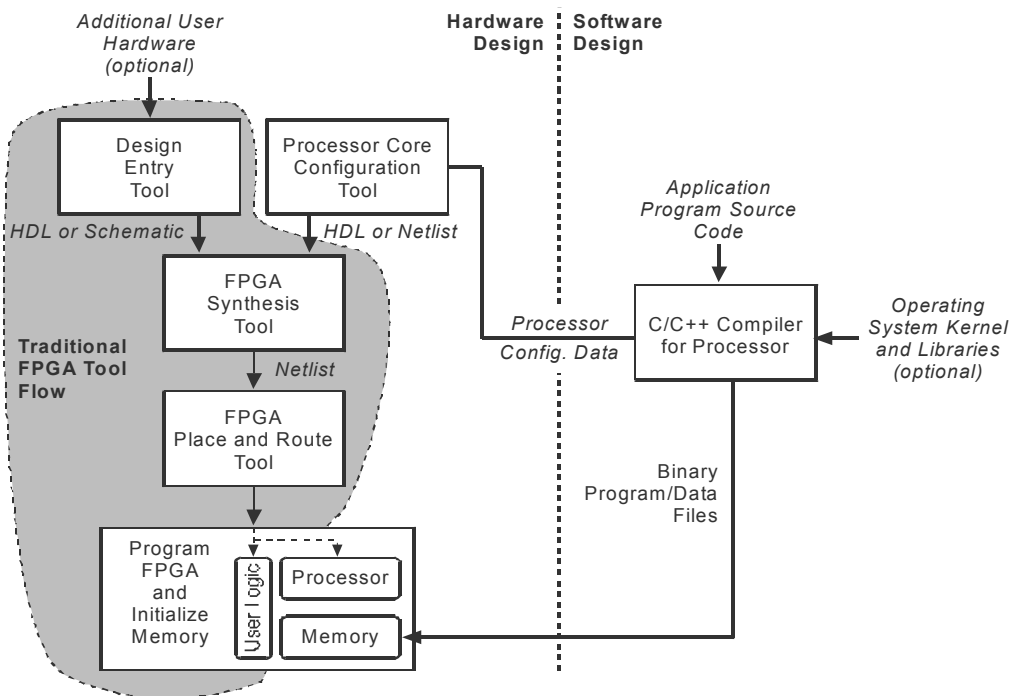 Additional User
Hardware
(optional)
Hardware
Design
Software
Design
Design
Entry
Tool
Processor Core
Configuration
Tool
Application
Program Source
Code
HDL or Schematic
HDL or Netlist
FPGA
Synthesis
Tool
Processor
Config. Data
C/C++ Compiler
for Processor
Operating
System Kernel
and Libraries
(optional)
Traditional
FPGA Tool
Flow
Netlist
FPGA
Place and Route
Tool
Binary
Program/Data
Files
Program
FPGA
and
Initialize
Memory
User Logic
Processor
Memory